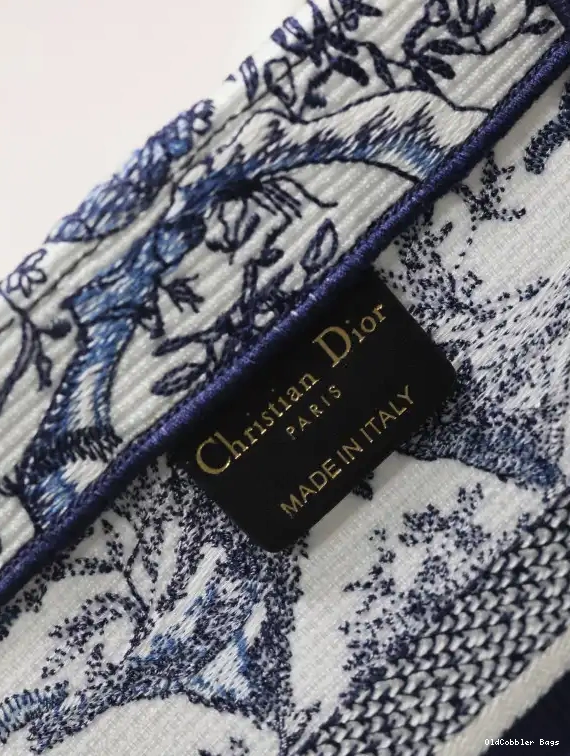 Christian Dior
PARIS
MADE IN ITALY
OldCobbler Bags